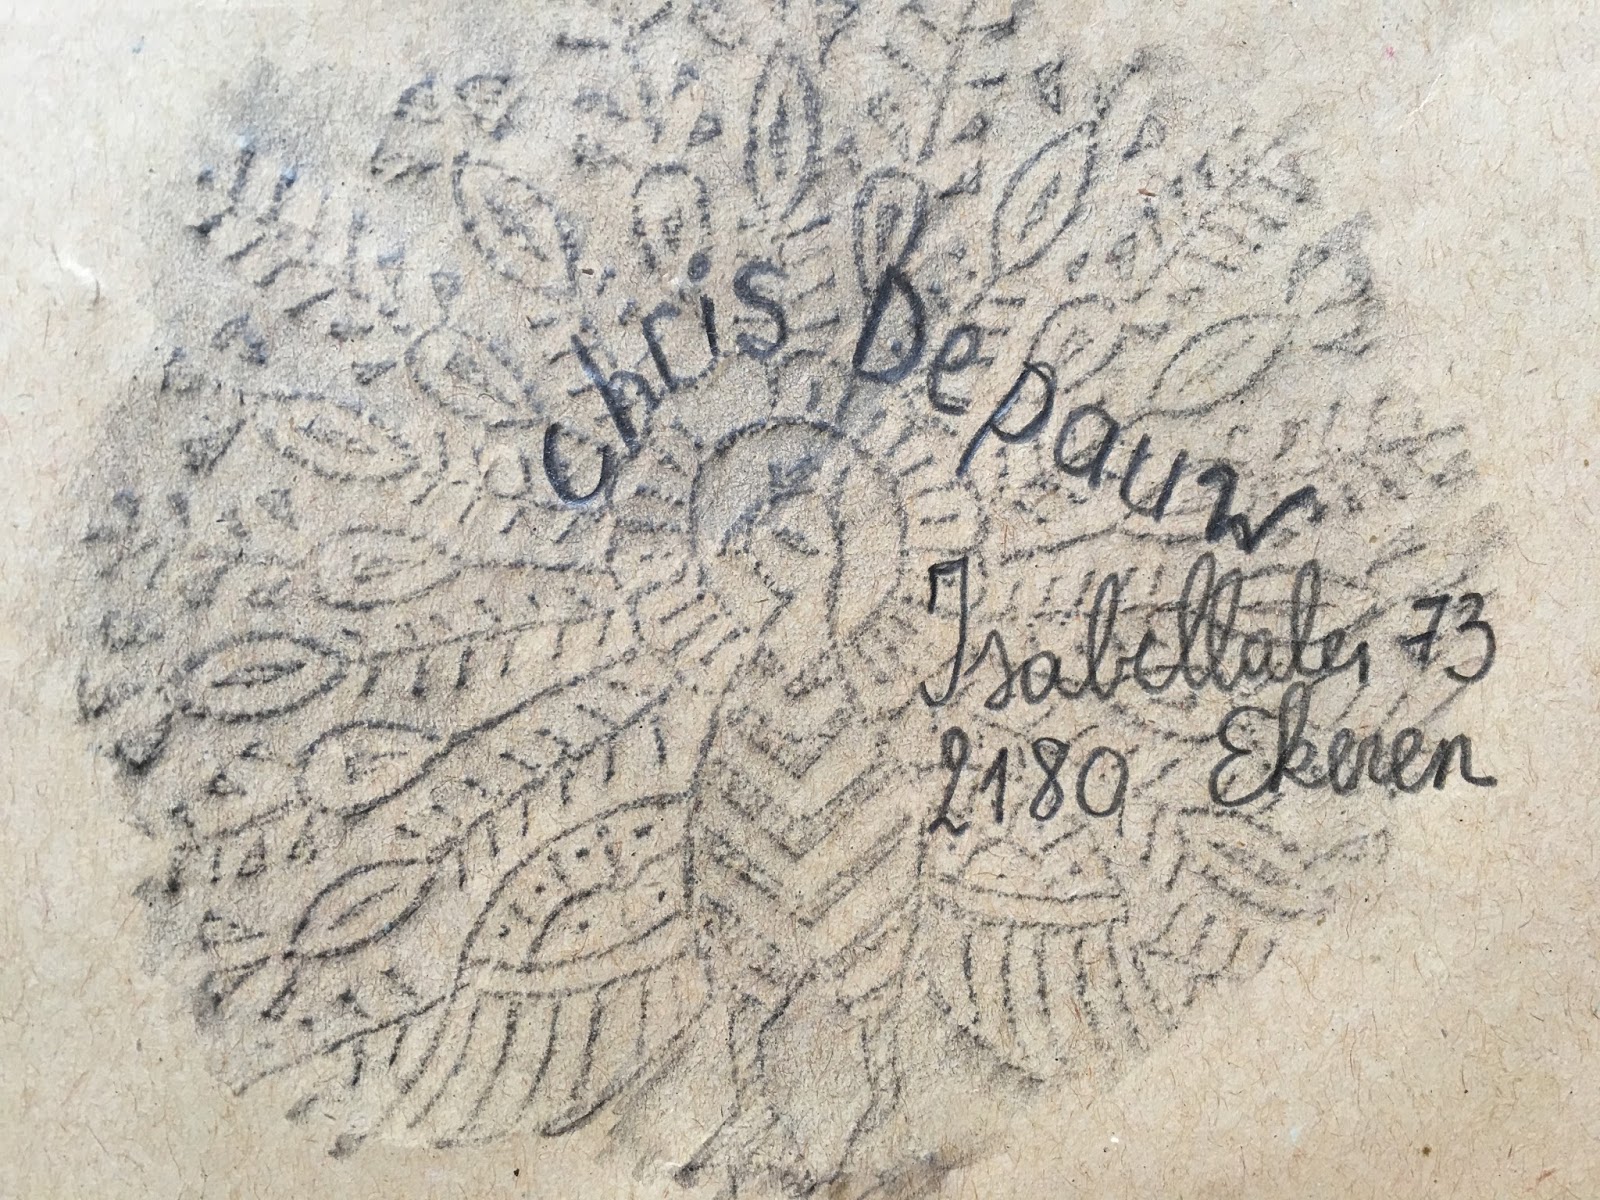 Chris Depauw
Isabellalei 73
2180 Ekeren